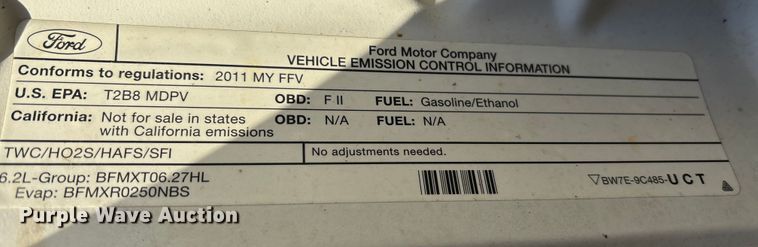 Ford
Ford Motor Company
VEHICLE EMISSION CONTROL INFORMATION
Conforms to regulations: 2011 MY FFV
U.S. EPA: T2B8 MDPV OBD: F II FUEL: Gasoline/Ethanol
California: Not for sale in states with California emissions OBD: N/A FUEL: N/A
TWC/HO2S/HAFS/SFI No adjustments needed.
6.2L-Group: BFMXT06.27HL
Evap: BFMXR0250NBS
BW7E-9C485-UCT
Purple Wave Auction